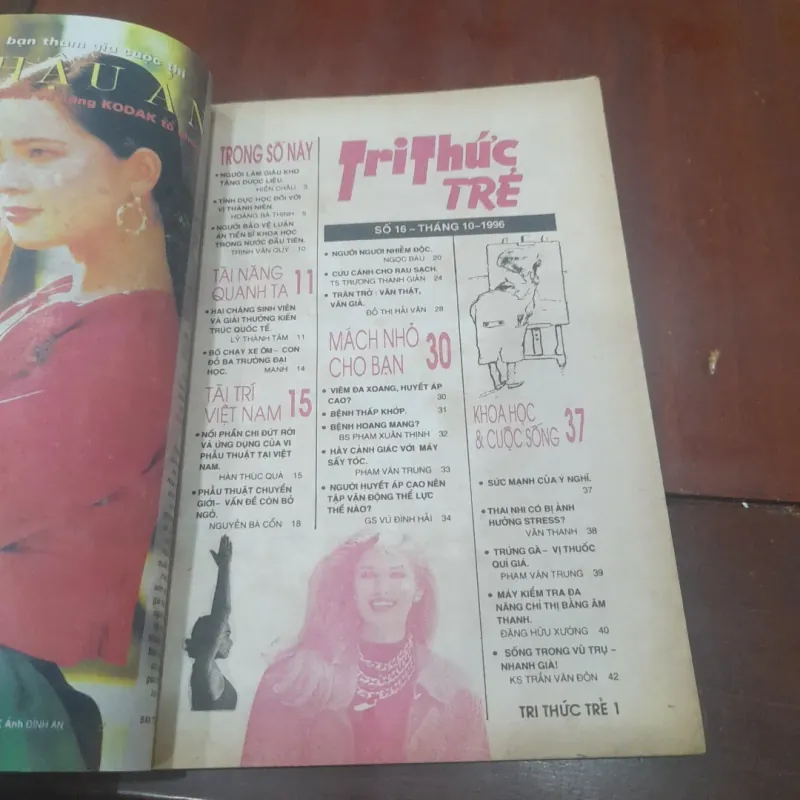 bạn tham gia cuộc thi
HẬU
KODAK
Ảnh ĐÌNH AN
TRONG SỐ NÀY
• NGƯỜI LÀM GIÀU KHO
TÀNG DƯỢC LIỆU.
HIỀN CHÂU 3
• TÌNH DỤC HỌC ĐỐI VỚI
VỊ THÀNH NIÊN.
HOÀNG BÁ THỊNH 5
• NGƯỜI BẢO VỆ LUẬN
ÁN TIẾN SĨ KHOA HỌC
TRONG NƯỚC ĐẦU TIÊN.
TRỊNH VĂN QUÝ 10
TÀI NĂNG
QUANH TA 11
• HAI CHÀNG SINH VIÊN
VÀ GIẢI THƯỞNG KIẾN
TRÚC QUỐC TẾ.
LÝ THÀNH TÂM 11
• BỐ CHẠY XE ÔM – CON
ĐỖ BA TRƯỜNG ĐẠI
HỌC.
MẠNH 14
TÀI TRÍ
VIỆT NAM 15
• NỐI PHẦN CHI ĐỨT RỜI
VÀ ỨNG DỤNG CỦA VI
PHẪU THUẬT TẠI VIỆT
NAM.
HÀN THÚC QUẢ 15
• PHẪU THUẬT CHUYỂN
GIỚI – VẤN ĐỀ CÒN BỎ
NGỎ.
NGUYỄN BÁ CỔN 18
TriThức
TRẺ
SỐ 16 – THÁNG 10–1996
• NGƯỜI NGƯỜI NHIỄM ĐỘC.
NGỌC BÁU 20
• CỨU CÁNH CHO RAU SẠCH.
TS TRƯƠNG THANH GIẢN 24
• TRĂN TRỞ : VĂN THẬT,
VĂN GIẢ.
ĐỖ THỊ HẢI VÂN 28
MÁCH NHỎ
CHO BẠN 30
• VIÊM ĐA XOANG, HUYẾT ÁP
CAO? 30
• BỆNH THẤP KHỚP. 31
• BỆNH HOANG MANG?
BS PHẠM XUÂN THỊNH 32
• HÃY CẢNH GIÁC VỚI MÁY
SẤY TÓC.
PHẠM VĂN TRUNG 33
• NGƯỜI HUYẾT ÁP CAO NÊN
TẬP VẬN ĐỘNG THỂ LỰC
THẾ NÀO?
GS VŨ ĐÌNH HẢI 34
KHOA HỌC
& CUỘC SỐNG 37
• SỨC MẠNH CỦA Ý NGHĨ.
37
• THAI NHI CÓ BỊ ẢNH
HƯỞNG STRESS?
VÂN THANH 38
• TRỨNG GÀ – VỊ THUỐC
QUÍ GIÁ.
PHẠM VĂN TRUNG 39
• MÁY KIỂM TRA ĐA
NĂNG CHỈ THỊ BẰNG ÂM
THANH.
ĐẶNG HỮU XƯỚNG 40
• SỐNG TRONG VŨ TRỤ –
NHANH GIÀ!
KS TRẦN VĂN ĐÔN 42
TRI THỨC TRẺ 1